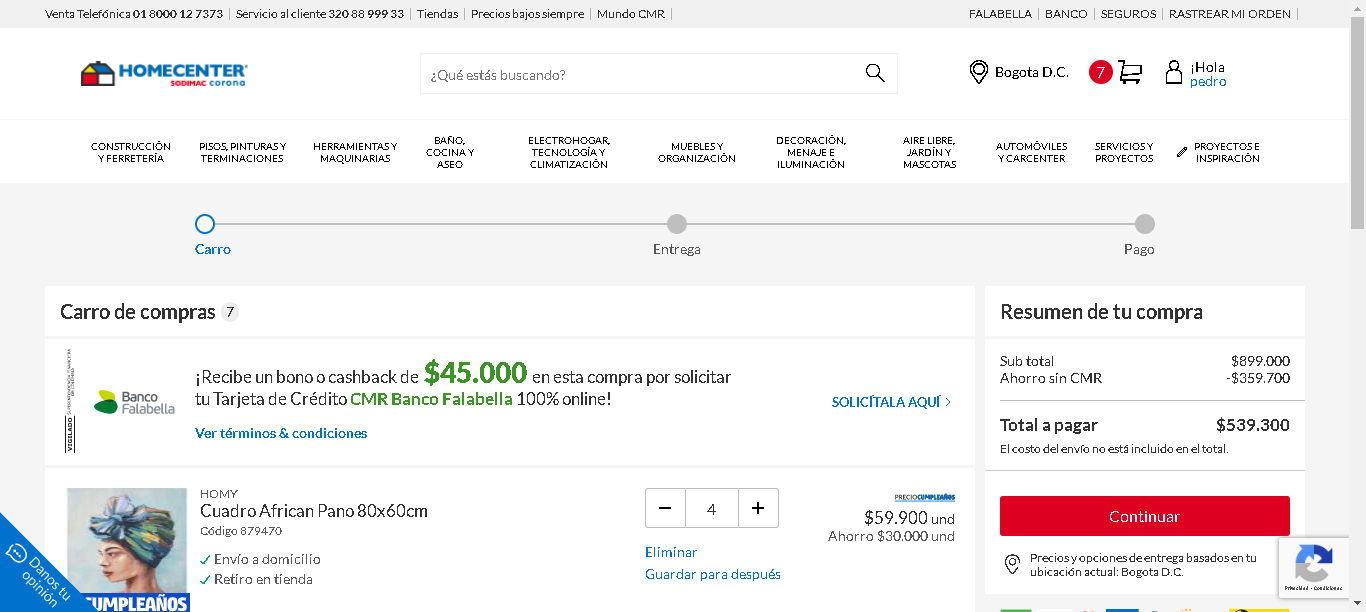 Venta Telefónica 01 8000 12 7373 | Servicio al cliente 320 88 999 33 | Tiendas | Precios bajos siempre | Mundo CMR |
FALABELLA | BANCO | SEGUROS | RASTREAR MI ORDEN |
HOMECENTER
SODIMAC corona
¿Qué estás buscando?
Bogota D.C.
7
¡Hola
pedro
CONSTRUCCIÓN
Y FERRETERÍA
PISOS, PINTURAS Y
TERMINACIONES
HERRAMIENTAS Y
MAQUINARIAS
BAÑO,
COCINA Y
ASEO
ELECTROHOGAR,
TECNOLOGÍA Y
CLIMATIZACIÓN
MUEBLES Y
ORGANIZACIÓN
DECORACIÓN,
MENAJE E
ILUMINACIÓN
AIRE LIBRE,
JARDÍN Y
MASCOTAS
AUTOMÓVILES
Y CARCENTER
SERVICIOS Y
PROYECTOS
PROYECTOS E
INSPIRACIÓN
Carro
Entrega
Pago
Carro de compras 7
VIGILADO
Banco
Falabella
¡Recibe un bono o cashback de $45.000 en esta compra por solicitar
tu Tarjeta de Crédito CMR Banco Falabella 100% online!
Ver términos & condiciones
SOLICÍTALA AQUÍ >
HOMY
Cuadro African Pano 80x60cm
Código 879470
Envío a domicilio
Retiro en tienda
CUMPLEAÑOS
4
Eliminar
Guardar para después
PRECIOCUMPLEAÑOS
$59.900 und
Ahorro $30.000 und
Resumen de tu compra
Sub total $899.000
Ahorro sin CMR -$359.700
Total a pagar $539.300
El costo del envío no está incluido en el total.
Continuar
Precios y opciones de entrega basados en tu
ubicación actual: Bogota D.C.
Privacidad - Condiciones
Danos tu
opinión